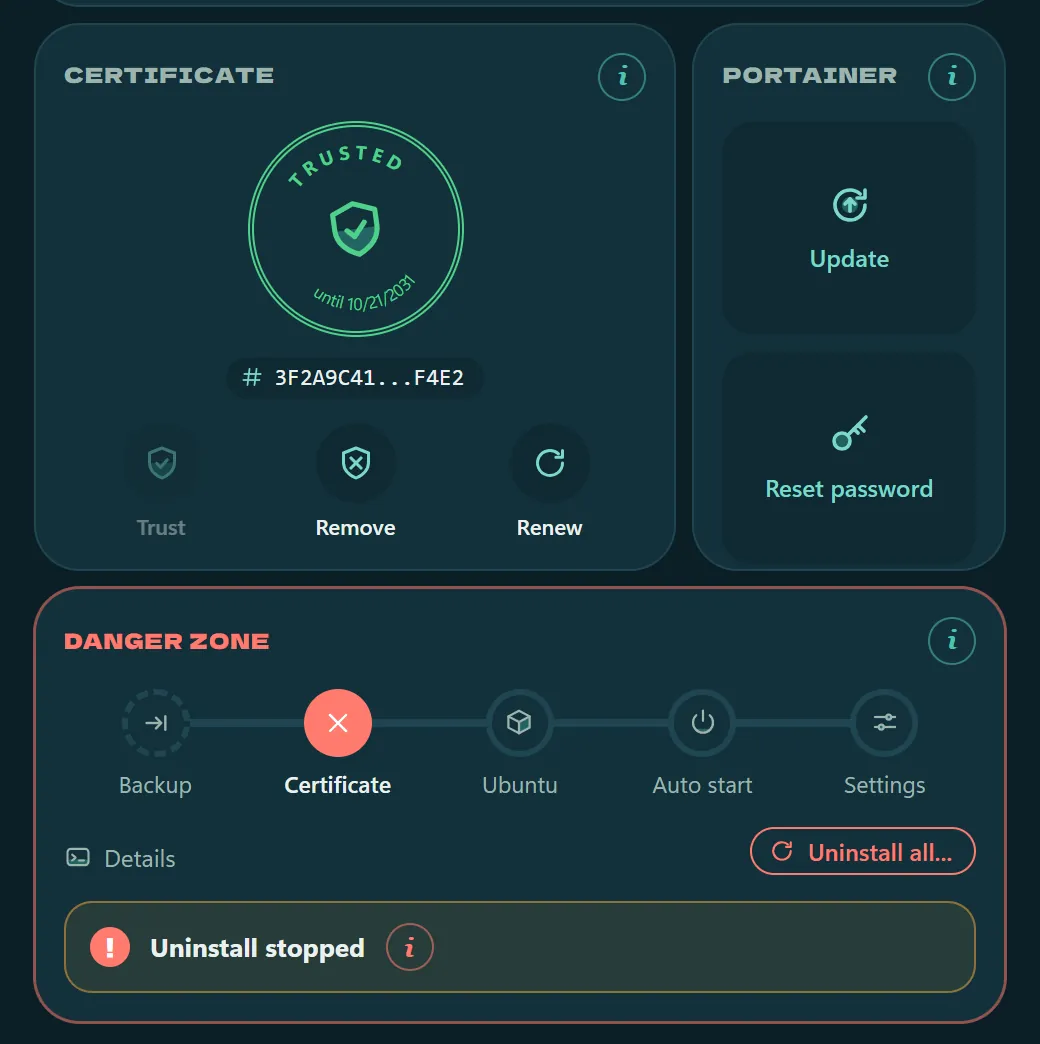 CERTIFICATE
TRUSTED
until 10/21/2031
# 3F2A9C41...F4E2
Trust
Remove
Renew
PORTAINER
Update
Reset password
DANGER ZONE
Backup
Certificate
Ubuntu
Auto start
Settings
Details
Uninstall all...
Uninstall stopped